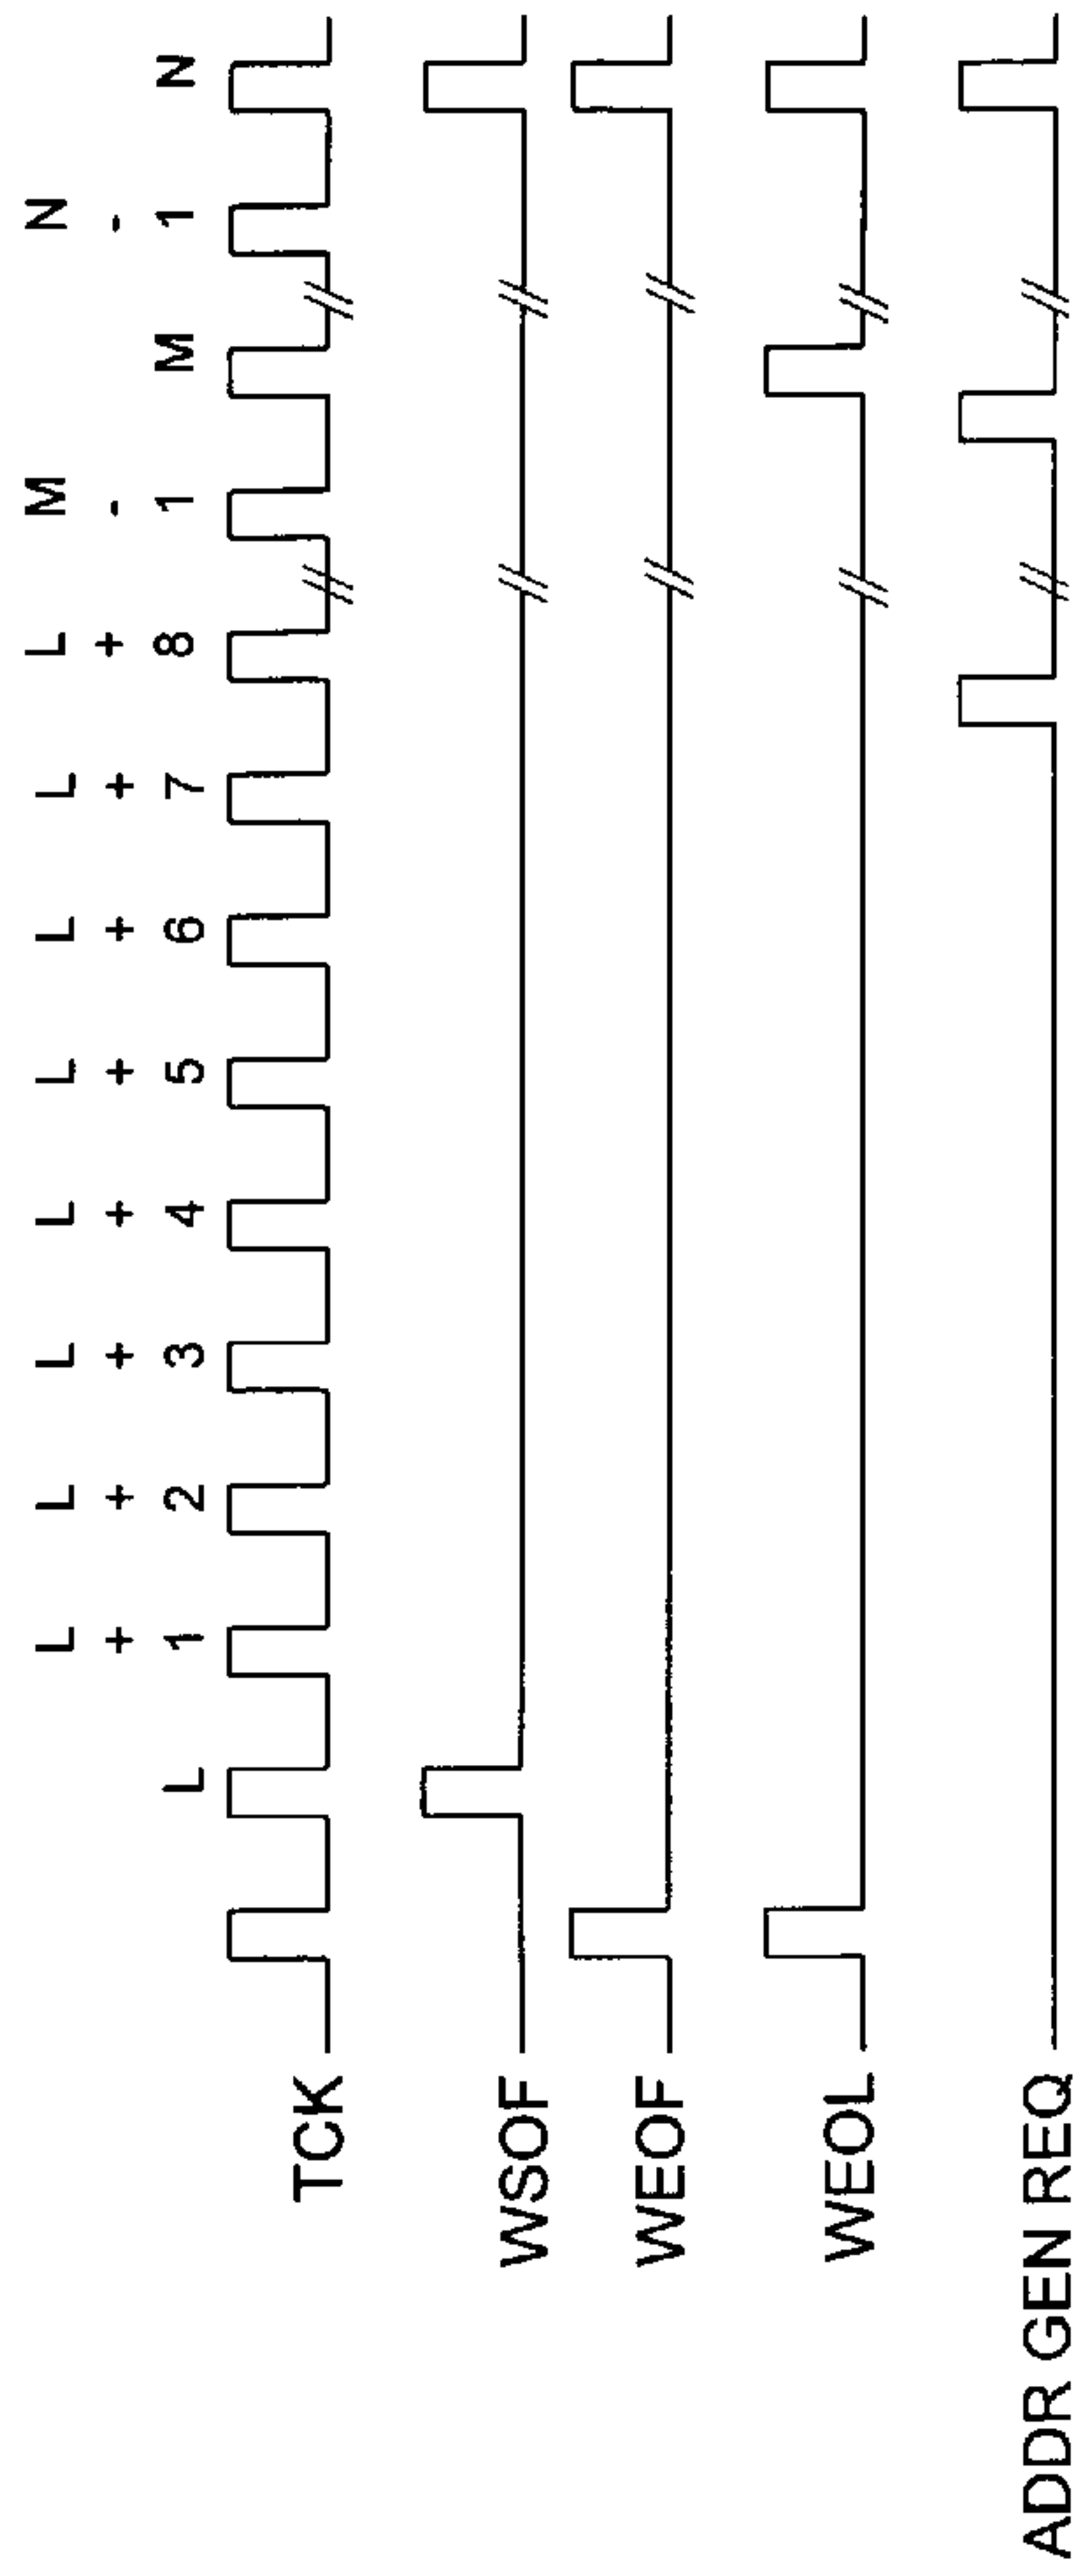 L
L + 1
L + 2
L + 3
L + 4
L + 5
L + 6
L + 7
L + 8
M - 1
M
N - 1
N
TCK
WSOF
WEOF
WEOL
ADDR GEN REQ